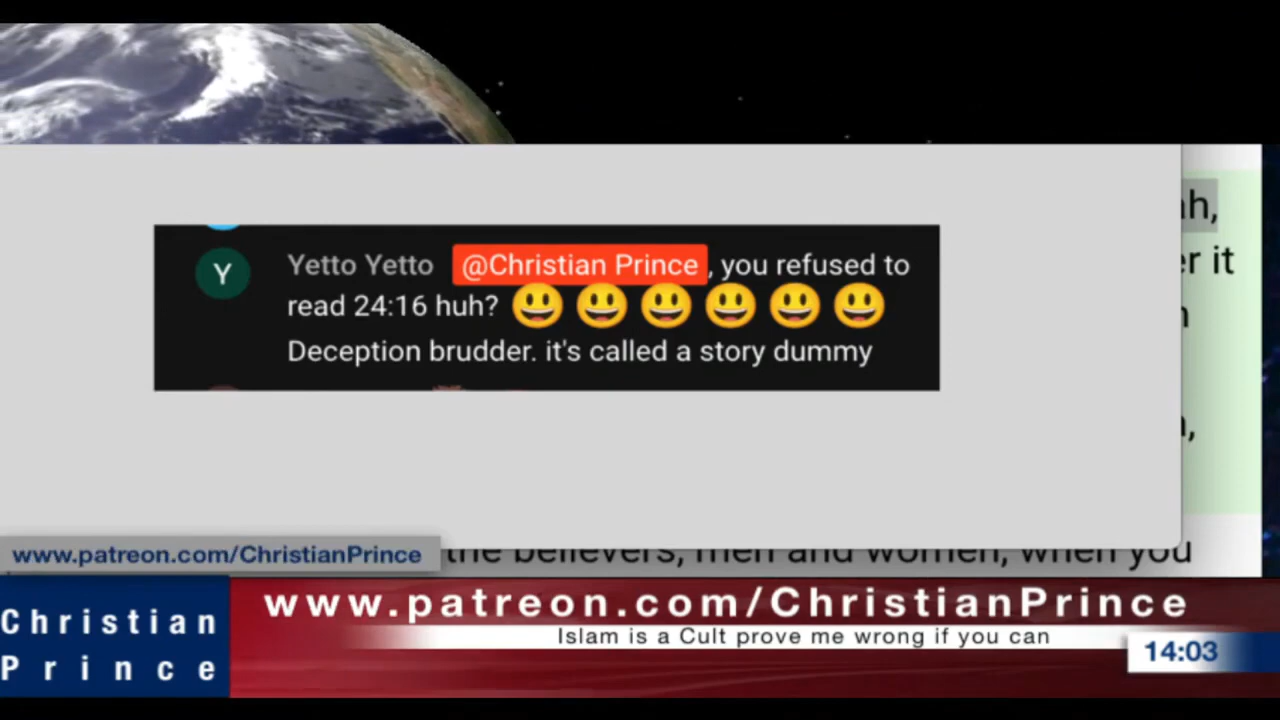 Y
Yetto Yetto @Christian Prince, you refused to
read 24:16 huh? 😃 😃 😃 😃 😃 😃
Deception brudder. it's called a story dummy
it
the believers, men and women, when you
www.patreon.com/ChristianPrince
www.patreon.com/ChristianPrince
Islam is a Cult prove me wrong if you can
Christian
Prince
14:03